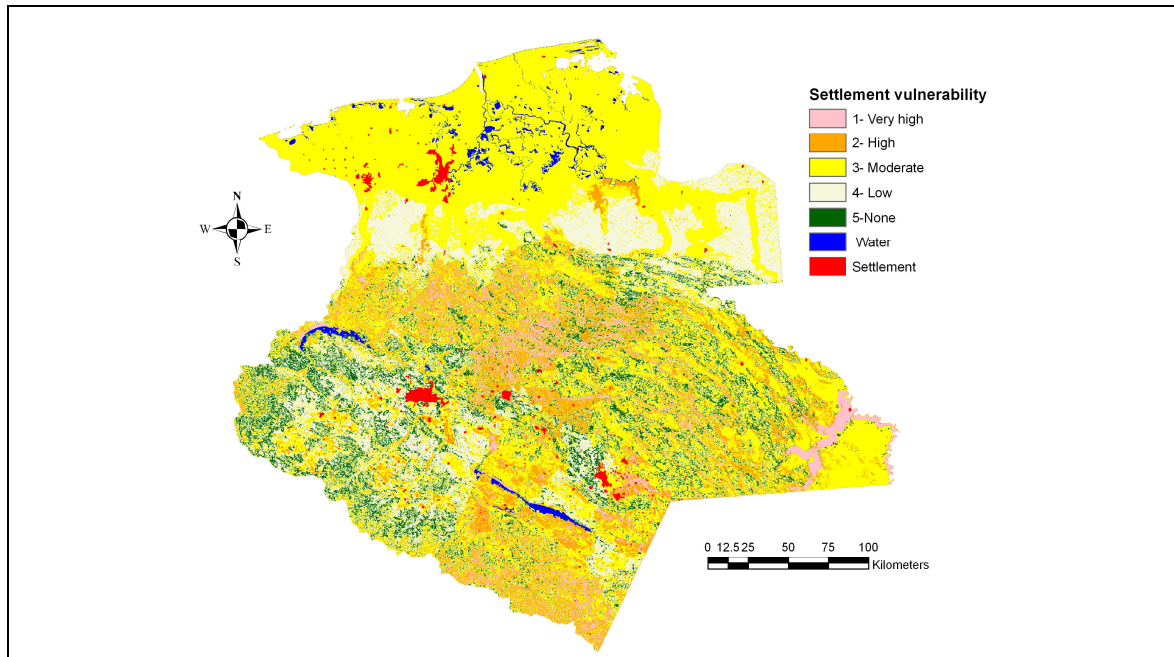 Settlement vulnerability
1- Very high
2- High
3- Moderate
4- Low
5-None
Water
Settlement
N
W
E
S
0 12.5 25 50 75 100
Kilometers